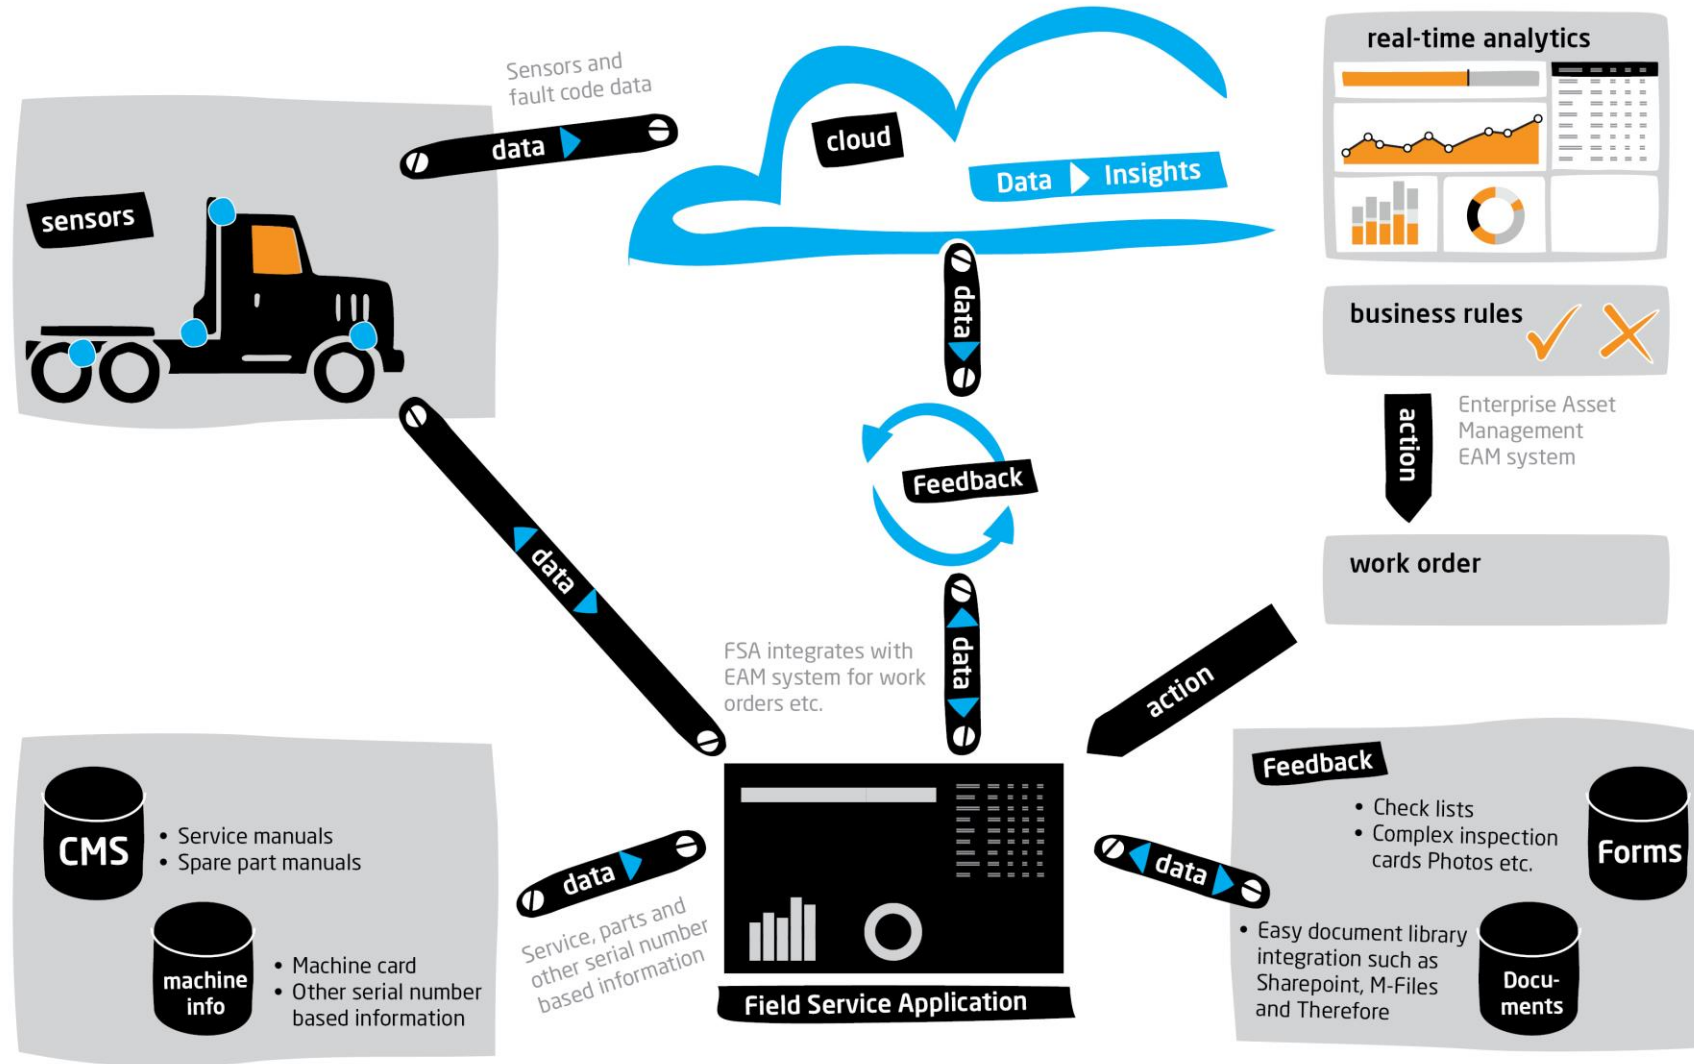 Sensors and
fault code data
data
sensors
cloud
Data Insights
real-time analytics
data
business rules
action
Enterprise Asset
Management
EAM system
Feedback
data
work order
FSA integrates with
EAM system for work
orders etc.
data
action
CMS
• Service manuals
• Spare part manuals
machine
info
• Machine card
• Other serial number
based information
data
Service, parts and
other serial number
based information
Field Service Application
data
Feedback
• Check lists
• Complex inspection
cards Photos etc.
Forms
• Easy document library
integration such as
Sharepoint, M-Files
and Therefore
Docu-
ments